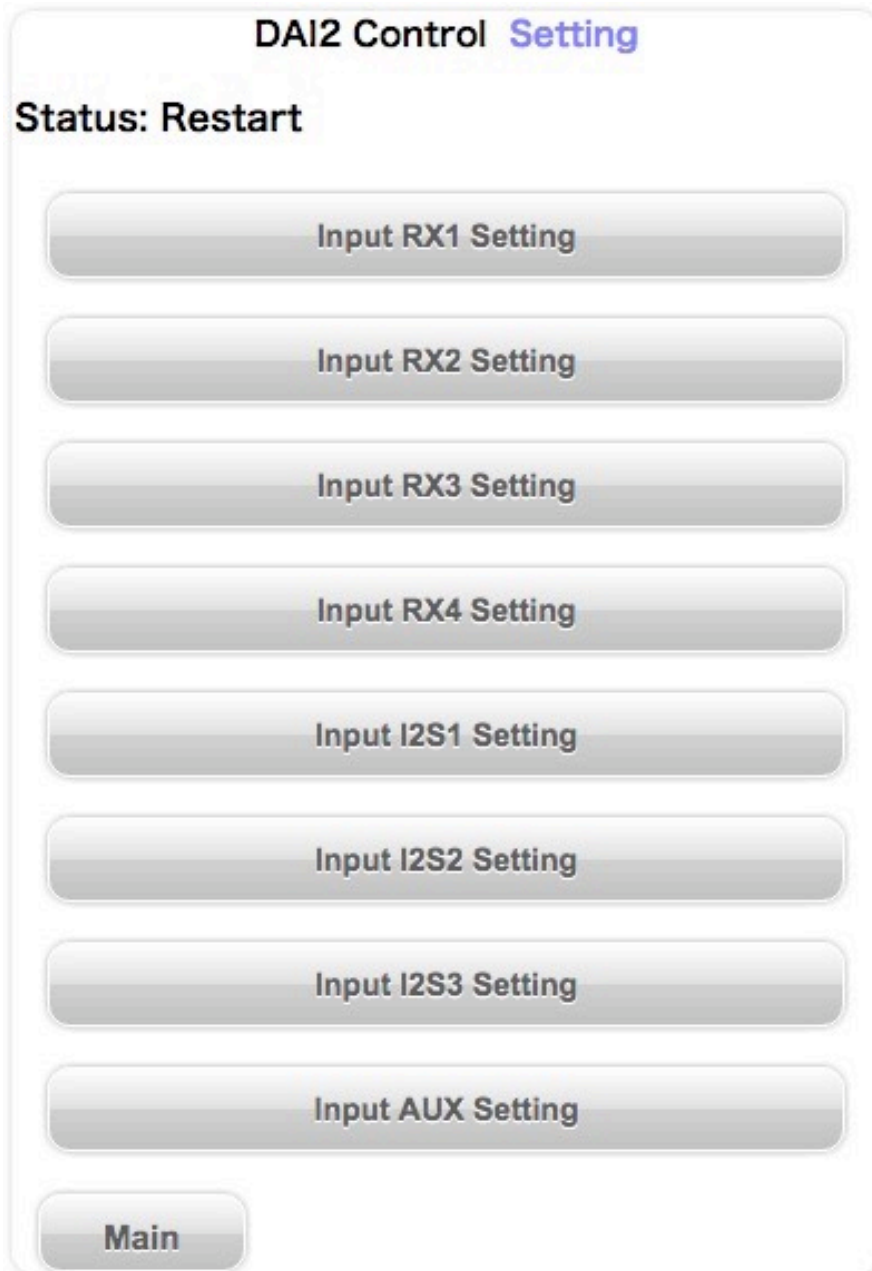 DAI2 Control Setting
Status: Restart
Input RX1 Setting
Input RX2 Setting
Input RX3 Setting
Input RX4 Setting
Input I2S1 Setting
Input I2S2 Setting
Input I2S3 Setting
Input AUX Setting
Main